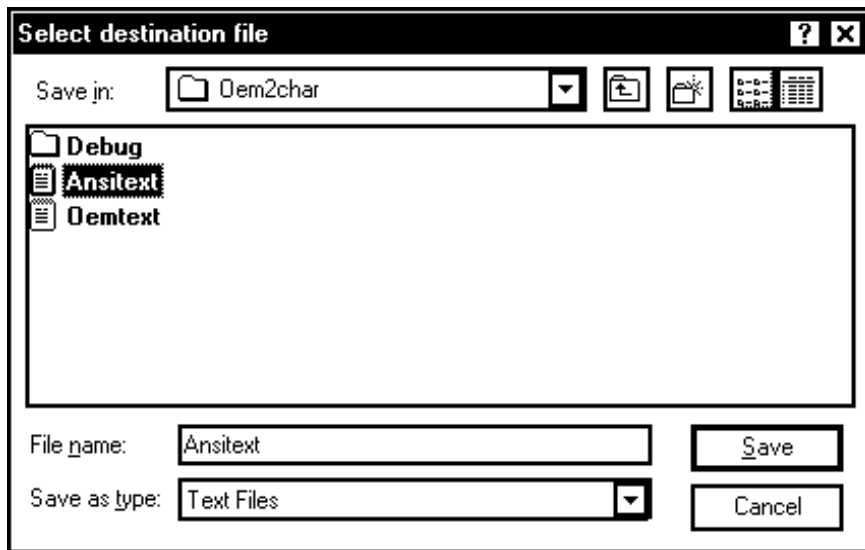 Select destination file
Save in: Oem2char
Debug
Ansitext
Oemtext
File name: Ansitext Save
Save as type: Text Files Cancel